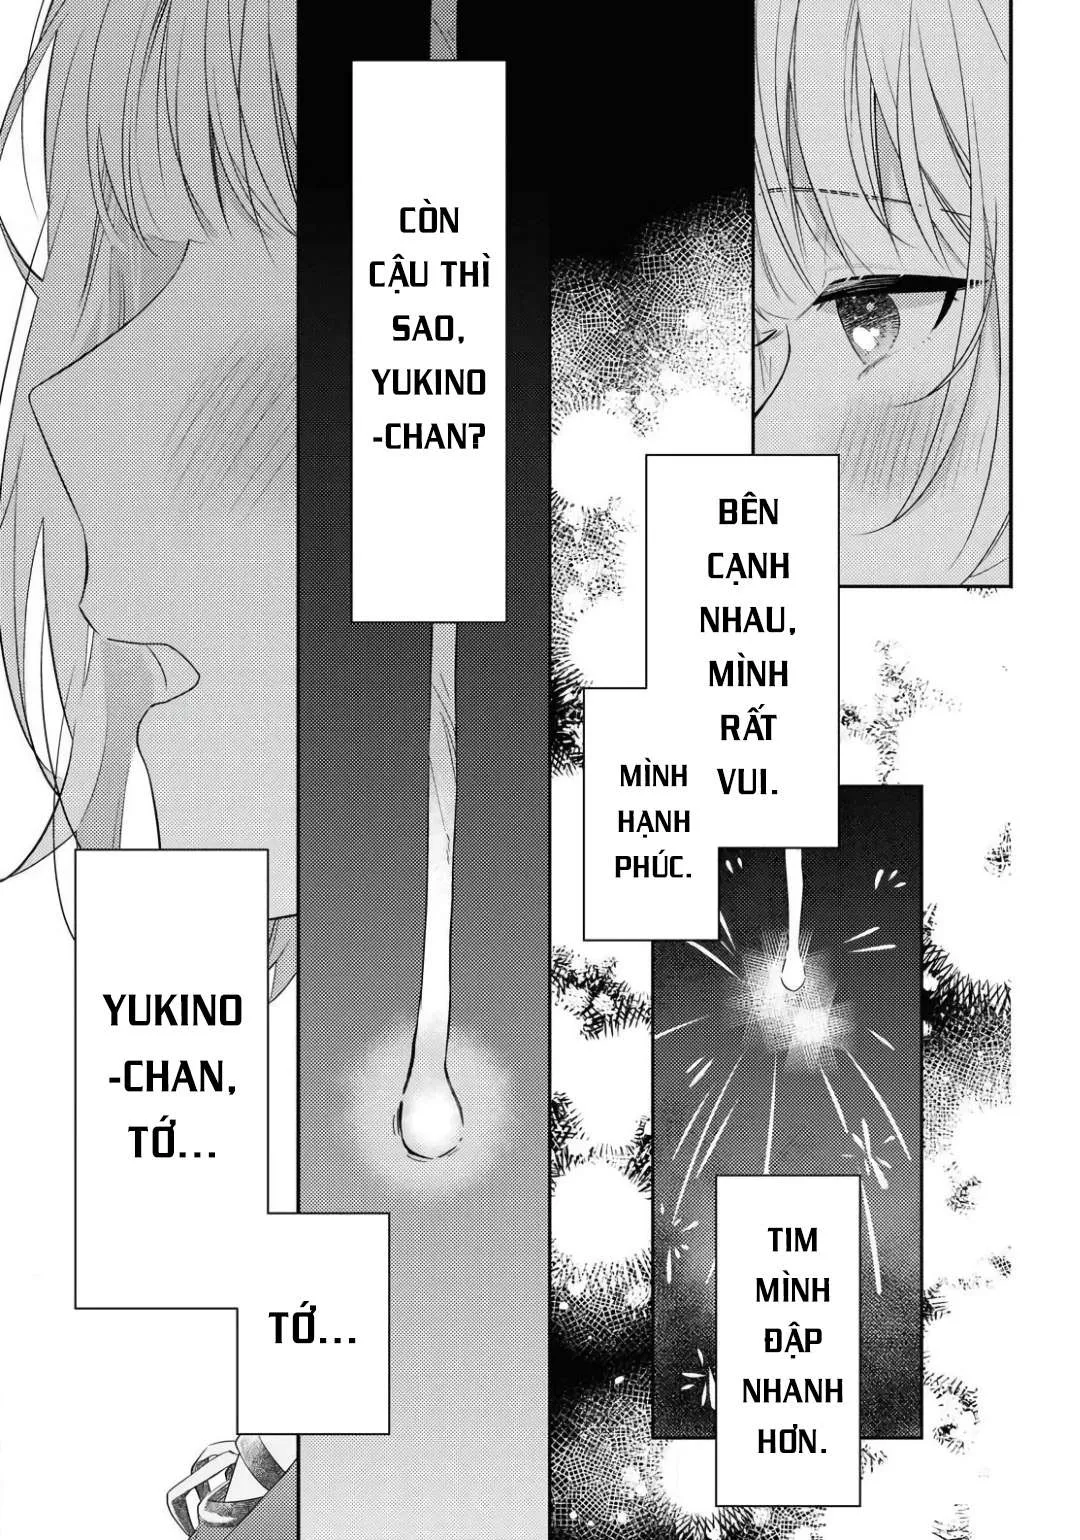 BÊN
CẠNH
NHAU,
MÌNH
RẤT
VUI.
MÌNH
HẠNH
PHÚC.
TIM
MÌNH
ĐẬP
NHANH
HƠN.
CÒN
CẬU THÌ
SAO,
YUKINO
-CHAN?
YUKINO
-CHAN,
TỚ...
TỚ...